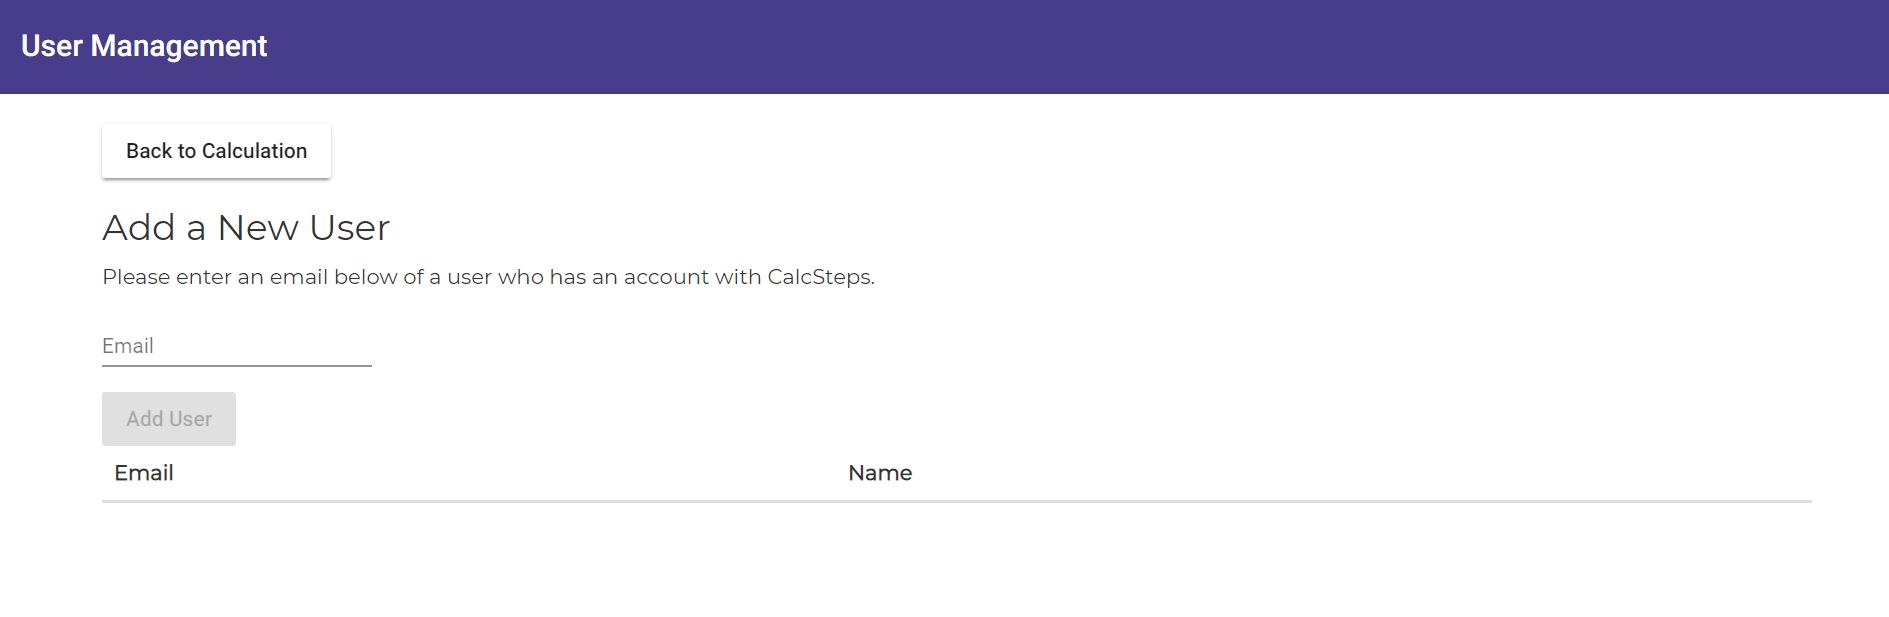 User Management
Back to Calculation
Add a New User
Please enter an email below of a user who has an account with CalcSteps.
Email
Add User
Email Name